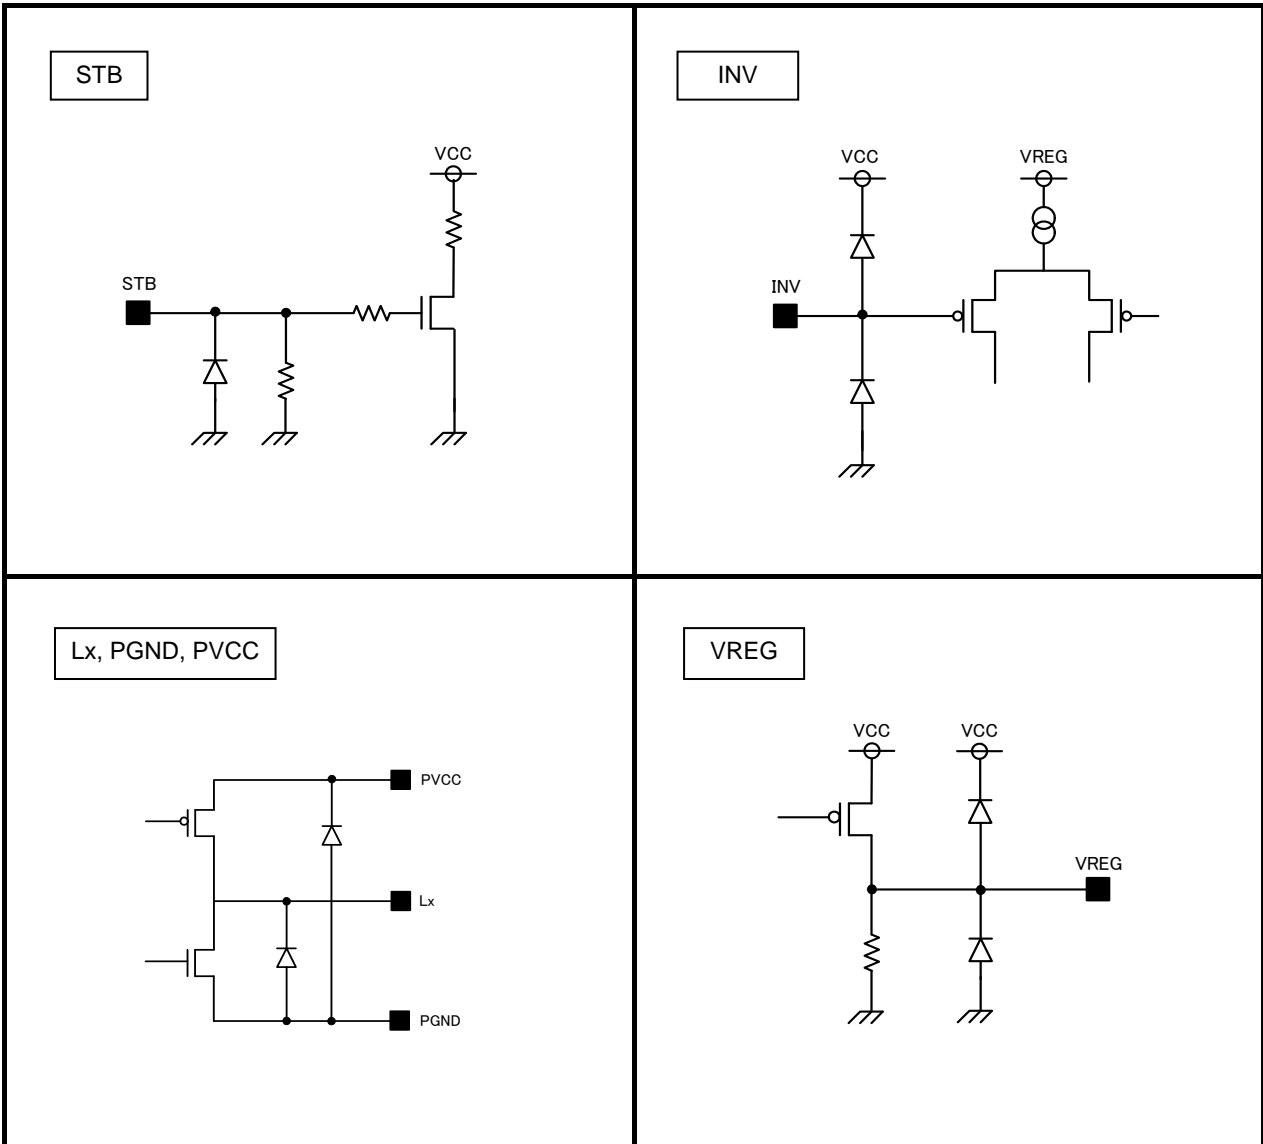 STB
VCC
STB
INV
VCC
VREG
INV
Lx, PGND, PVCC
PVCC
Lx
PGND
VREG
VCC
VCC
VREG